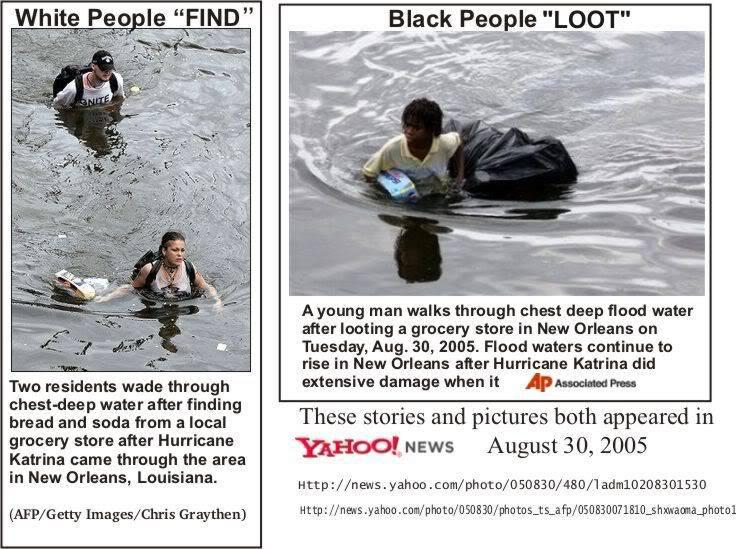 White People “FIND”
NITE
Two residents wade through
chest-deep water after finding
bread and soda from a local
grocery store after Hurricane
Katrina came through the area
in New Orleans, Louisiana.
(AFP/Getty Images/Chris Graythen)
Black People "LOOT"
A young man walks through chest deep flood water
after looting a grocery store in New Orleans on
Tuesday, Aug. 30, 2005. Flood waters continue to
rise in New Orleans after Hurricane Katrina did
extensive damage when it AP Associated Press
These stories and pictures both appeared in
YAHOO! NEWS August 30, 2005
Http://news.yahoo.com/photo/050830/480/ladm10208301530
Http://news.yahoo.com/photo/050830/photos_ts_afp/050830071810_shxwaoma_photo1